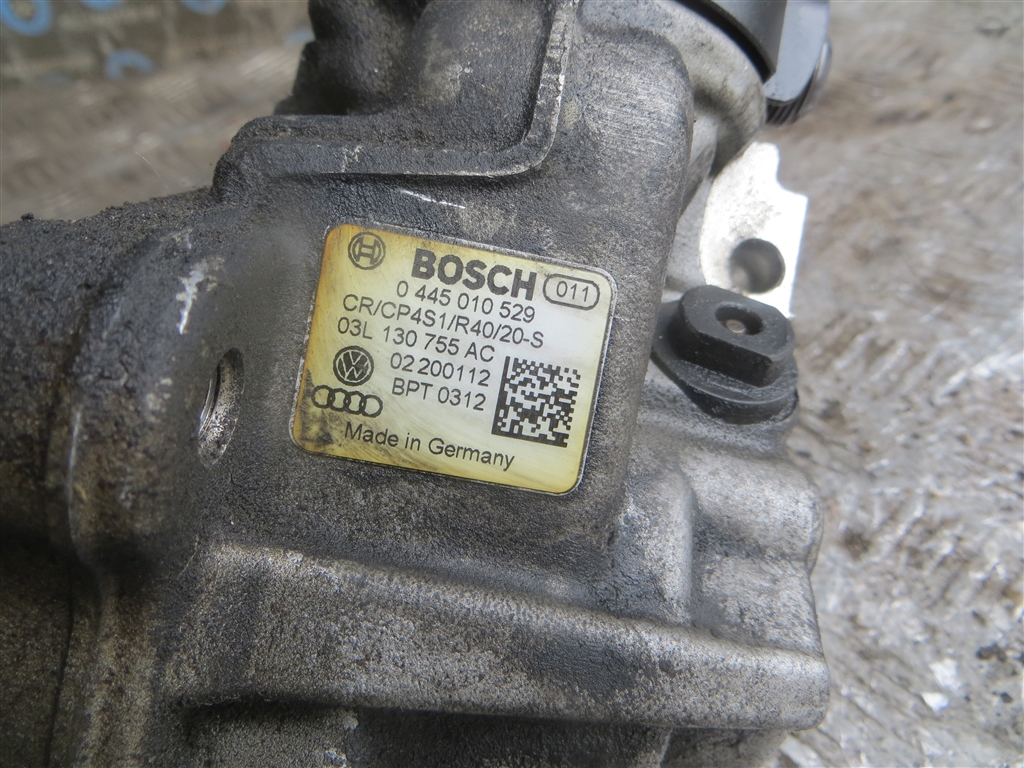 BOSCH 011
0 445 010 529
CR/CP4S1/R40/20-S
03L 130 755 AC
02 200112
BPT 0312
Made in Germany